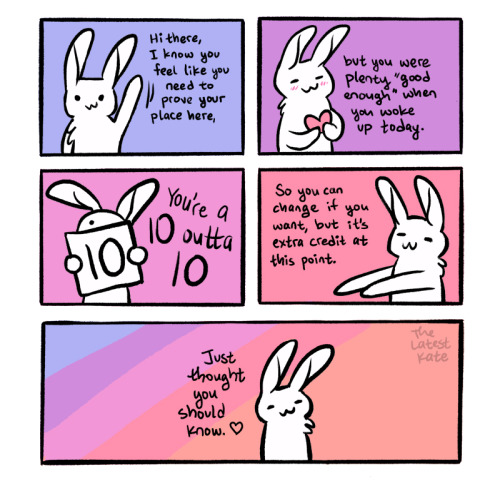 Hi there,
I know you
feel like you
need to
prove your
place here,
but you were
plenty "good
enough" when
you woke
up today.
You're a
10 outta
10
10
So you can
change if you
want, but it's
extra credit at
this point.
Just
thought
you
should
know. ♡
The
Latest
Kate